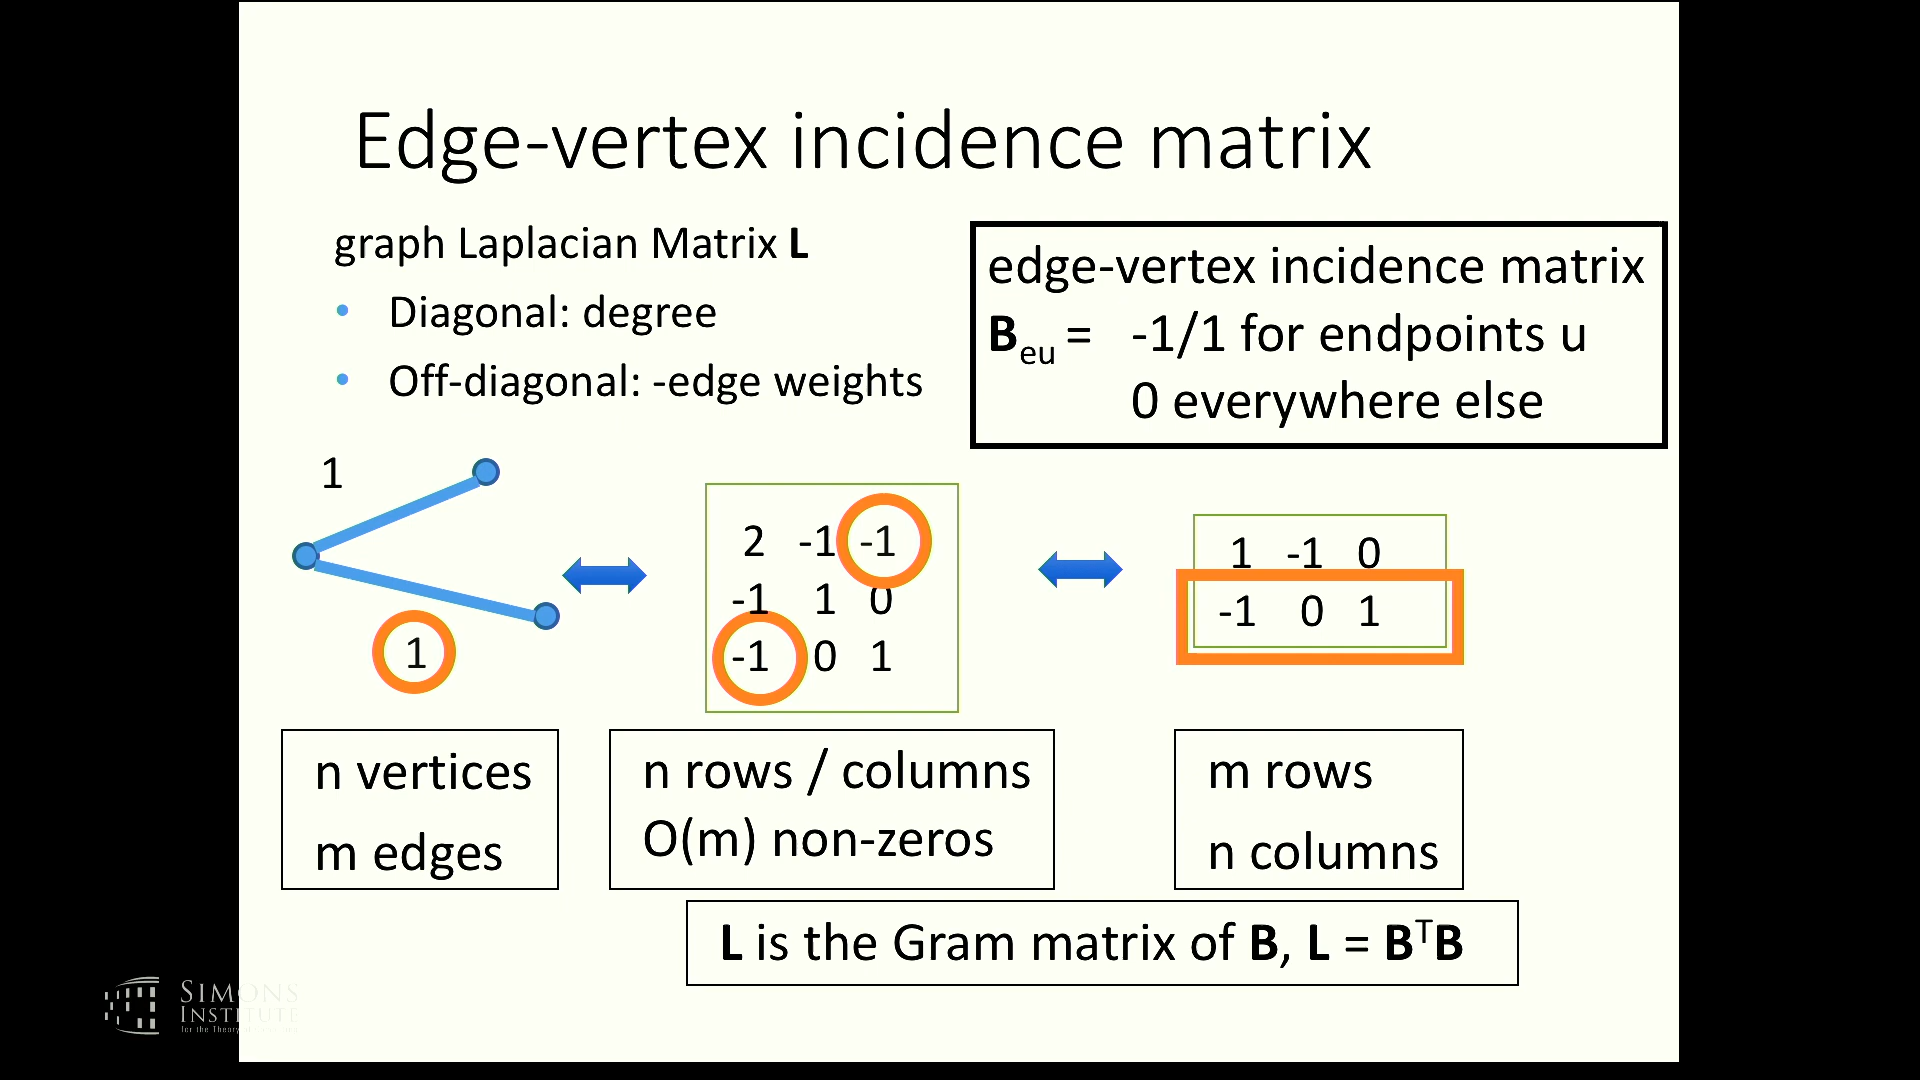 Edge-vertex incidence matrix
graph Laplacian Matrix L
• Diagonal: degree
• Off-diagonal: -edge weights
edge-vertex incidence matrix
Beu = -1/1 for endpoints u
0 everywhere else
1
1
2 -1 -1
-1 1 0
-1 0 1
1 -1 0
-1 0 1
n vertices
m edges
n rows / columns
O(m) non-zeros
m rows
n columns
L is the Gram matrix of B, L = BᵀB
SIMONS
INSTITUTE
for the Theory